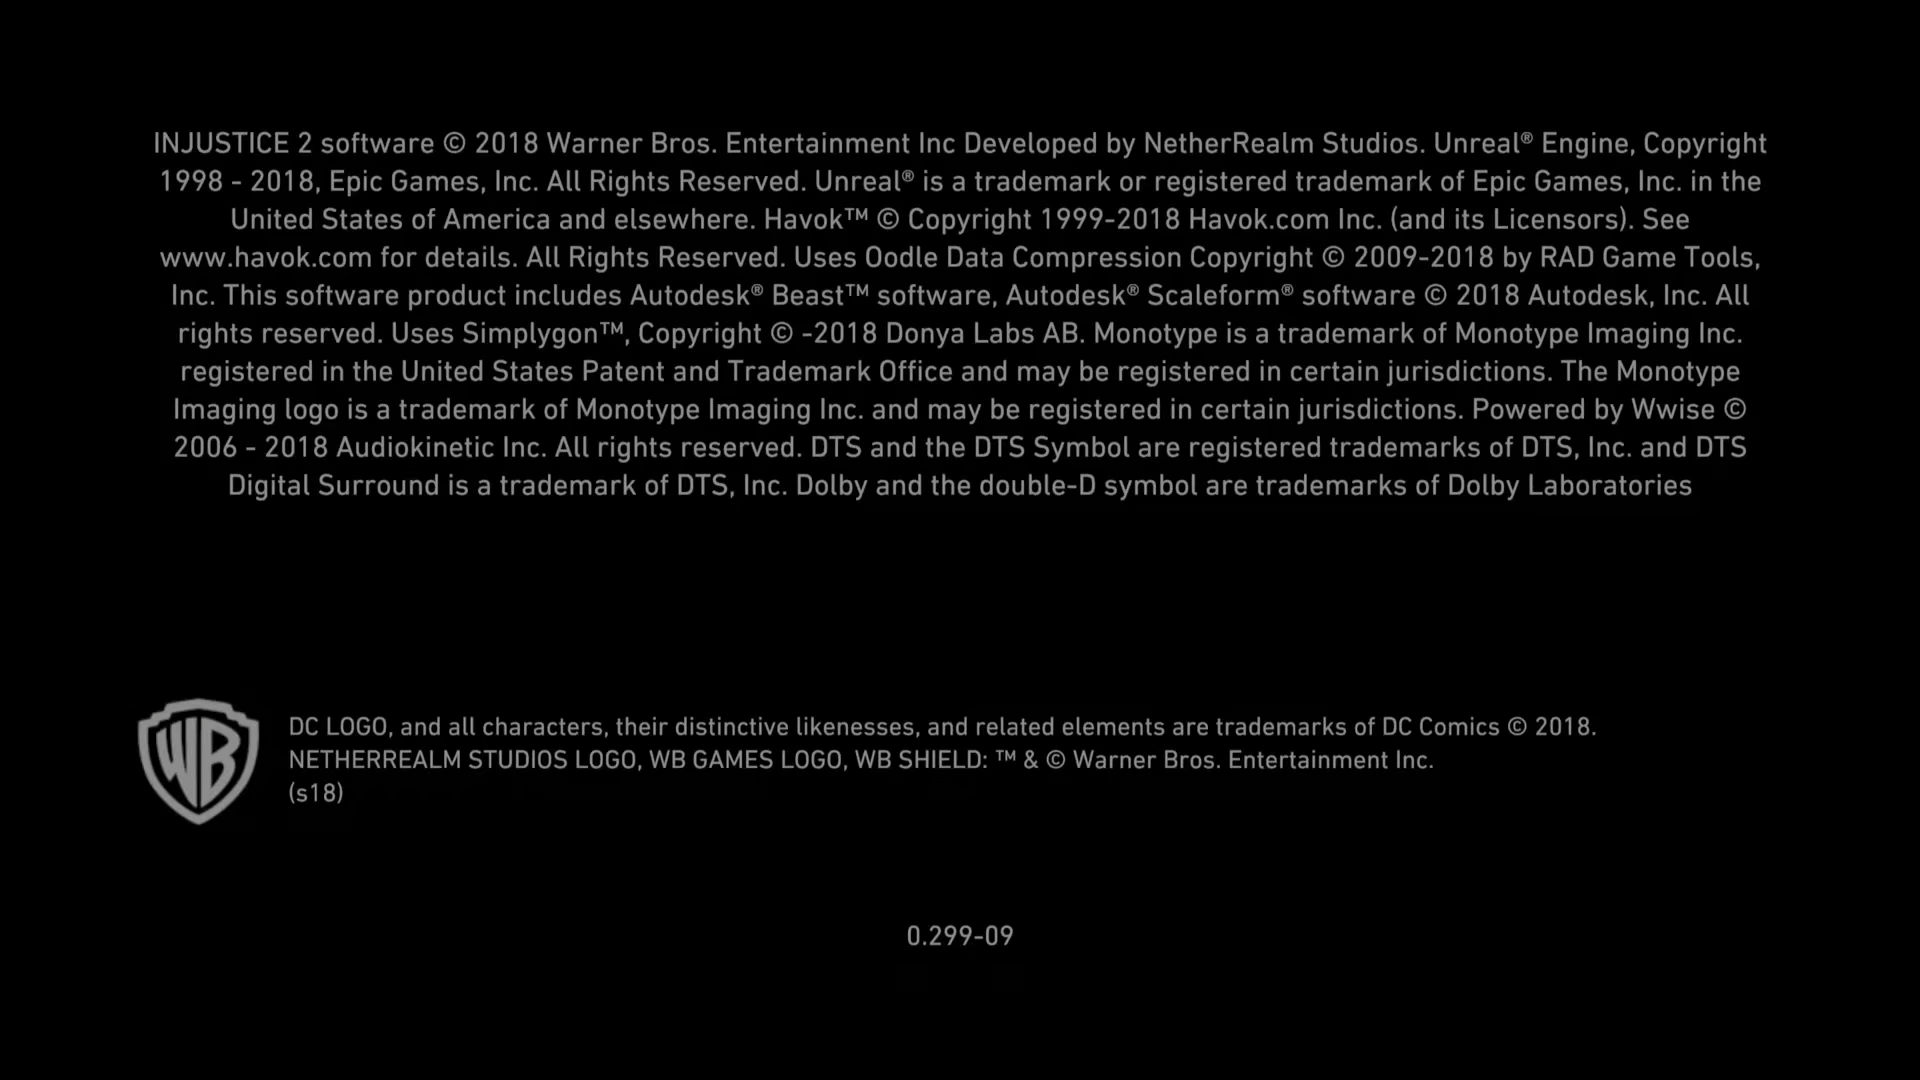 INJUSTICE 2 software © 2018 Warner Bros. Entertainment Inc Developed by NetherRealm Studios. Unreal® Engine, Copyright
1998 - 2018, Epic Games, Inc. All Rights Reserved. Unreal® is a trademark or registered trademark of Epic Games, Inc. in the
United States of America and elsewhere. Havok™ © Copyright 1999-2018 Havok.com Inc. (and its Licensors). See
www.havok.com for details. All Rights Reserved. Uses Oodle Data Compression Copyright © 2009-2018 by RAD Game Tools,
Inc. This software product includes Autodesk® Beast™ software, Autodesk® Scaleform® software © 2018 Autodesk, Inc. All
rights reserved. Uses Simplygon™, Copyright © -2018 Donya Labs AB. Monotype is a trademark of Monotype Imaging Inc.
registered in the United States Patent and Trademark Office and may be registered in certain jurisdictions. The Monotype
Imaging logo is a trademark of Monotype Imaging Inc. and may be registered in certain jurisdictions. Powered by Wwise ©
2006 - 2018 Audiokinetic Inc. All rights reserved. DTS and the DTS Symbol are registered trademarks of DTS, Inc. and DTS
Digital Surround is a trademark of DTS, Inc. Dolby and the double-D symbol are trademarks of Dolby Laboratories
WB
DC LOGO, and all characters, their distinctive likenesses, and related elements are trademarks of DC Comics © 2018.
NETHERREALM STUDIOS LOGO, WB GAMES LOGO, WB SHIELD: ™ & © Warner Bros. Entertainment Inc.
(s18)
0.299-09